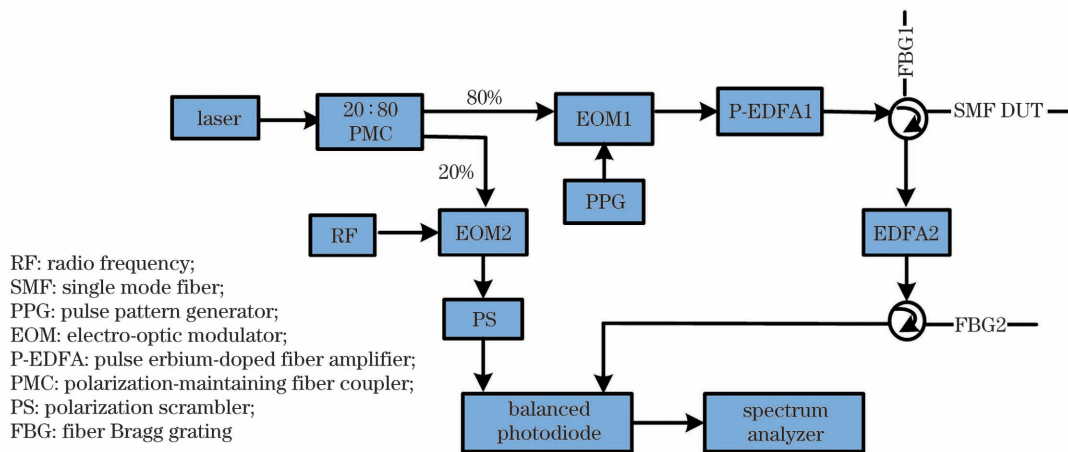 FBG1
laser
20:80
PMC
80%
20%
EOM1
P-EDFA1
SMF DUT
PPG
RF
EOM2
EDFA2
PS
FBG2
balanced
photodiode
spectrum
analyzer
RF: radio frequency;
SMF: single mode fiber;
PPG: pulse pattern generator;
EOM: electro-optic modulator;
P-EDFA: pulse erbium-doped fiber amplifier;
PMC: polarization-maintaining fiber coupler;
PS: polarization scrambler;
FBG: fiber Bragg grating